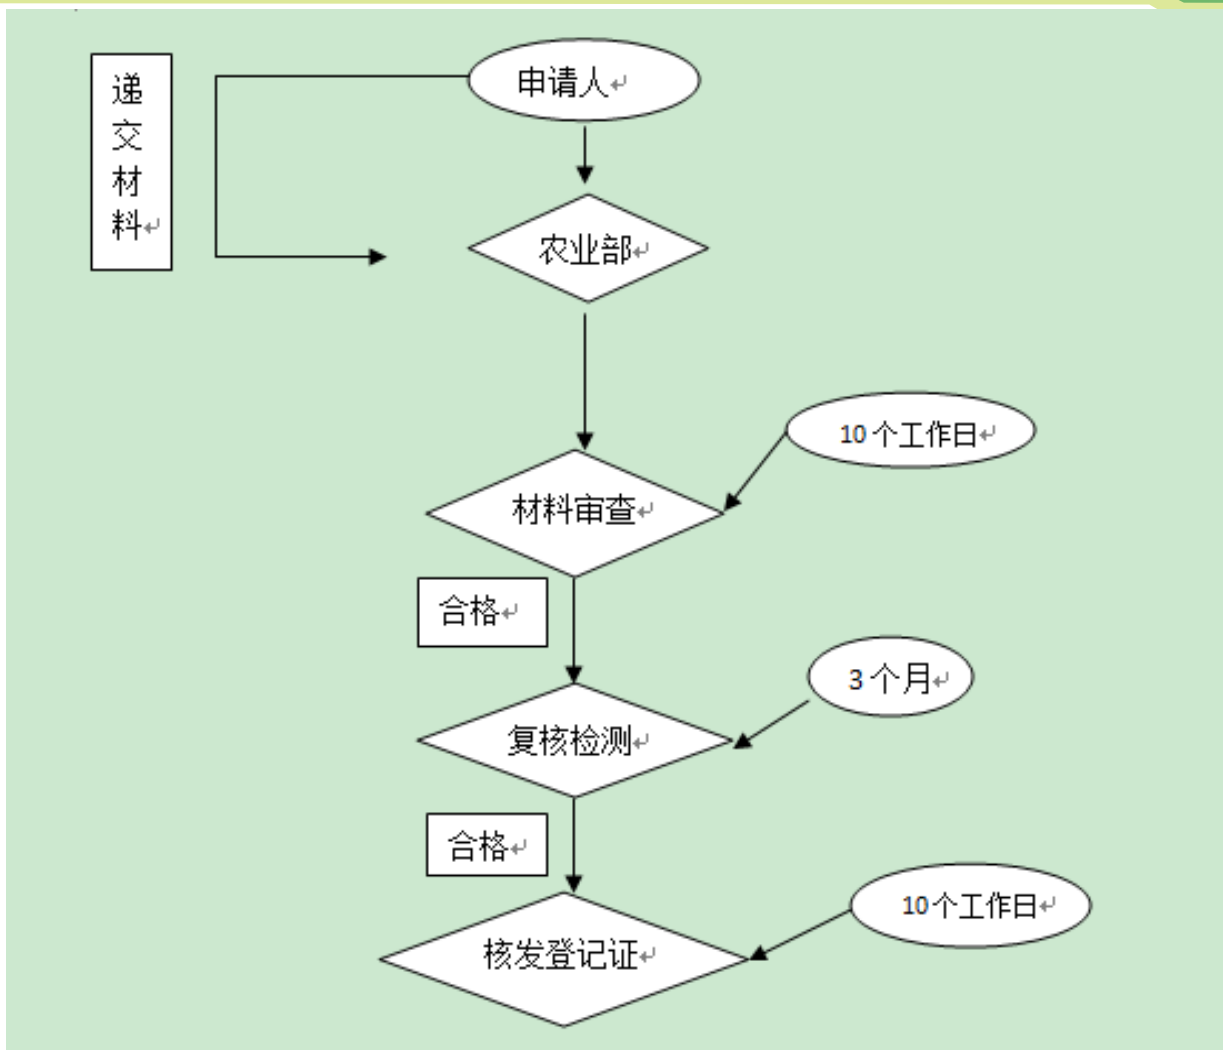 申请人
递
交
材
料
农业部
10个工作日
材料审查
合格
3个月
复核检测
合格
10个工作日
核发登记证